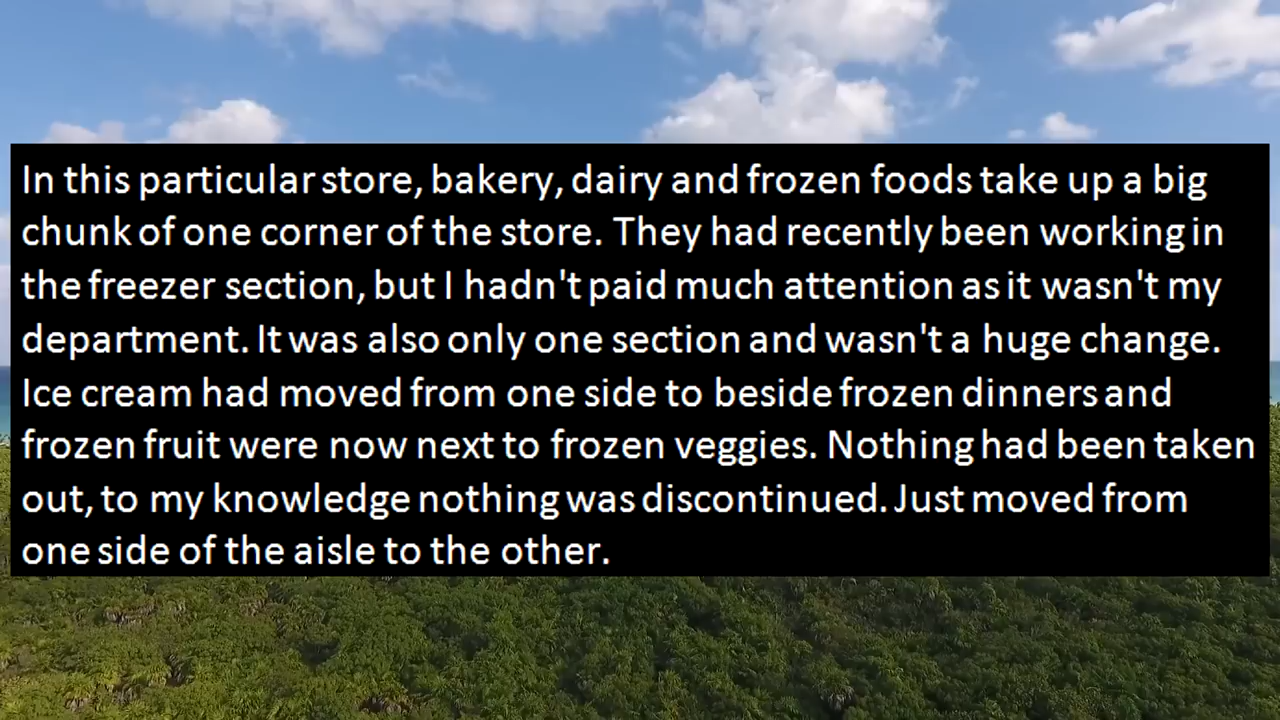 In this particular store, bakery, dairy and frozen foods take up a big
chunk of one corner of the store. They had recently been working in
the freezer section, but I hadn't paid much attention as it wasn't my
department. It was also only one section and wasn't a huge change.
Ice cream had moved from one side to beside frozen dinners and
frozen fruit were now next to frozen veggies. Nothing had been taken
out, to my knowledge nothing was discontinued. Just moved from
one side of the aisle to the other.